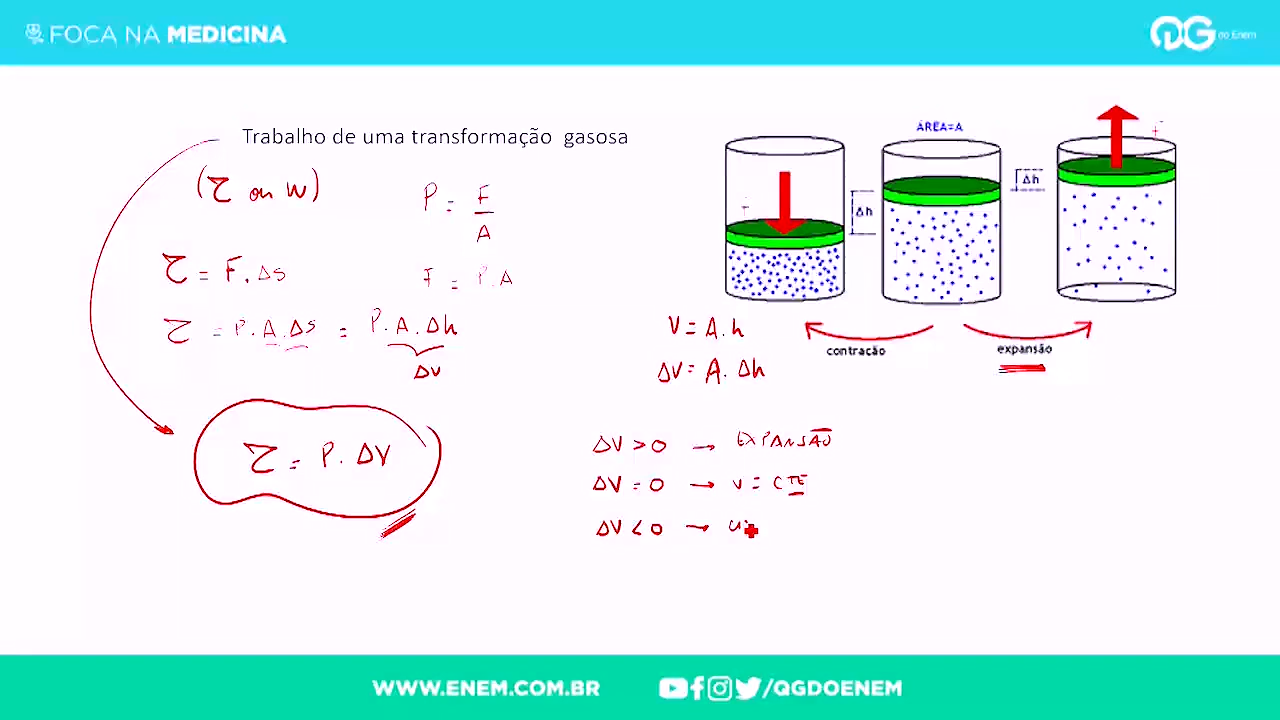 FOCA NA MEDICINA
QG do Enem
Trabalho de uma transformação gasosa
(τ ou W)
P = F/A
τ = F. ΔS
F = P.A
τ = P. A. ΔS = P. A. Δh
ΔV
τ = P. ΔV
ÁREA=A
F
Δh
Δh
F
contração
expansão
V = A.h
ΔV = A. Δh
ΔV > 0 → EXPANSÃO
ΔV = 0 → V = CTE
ΔV < 0 →
WWW.ENEM.COM.BR
/QGDOENEM